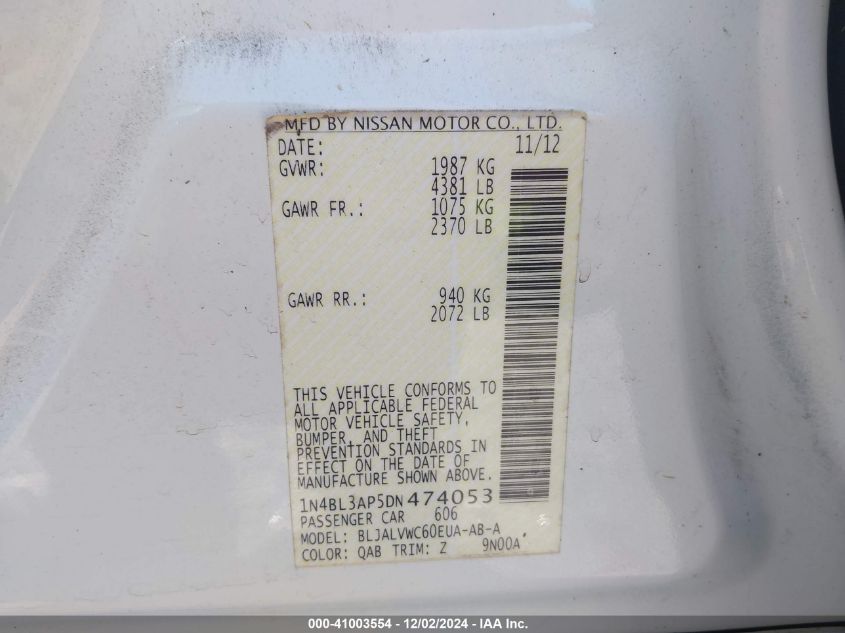 MFD BY NISSAN MOTOR CO., LTD.
DATE: 11/12
GVWR: 1987 KG
4381 LB
GAWR FR.: 1075 KG
2370 LB
GAWR RR.: 940 KG
2072 LB
THIS VEHICLE CONFORMS TO
ALL APPLICABLE FEDERAL
MOTOR VEHICLE SAFETY,
BUMPER, AND THEFT
PREVENTION STANDARDS IN
EFFECT ON THE DATE OF
MANUFACTURE SHOWN ABOVE.
1N4BL3AP5DN474053
PASSENGER CAR 606
MODEL: BLJALVWC60EUA-AB-A
COLOR: QAB TRIM: Z 9N00A
000-41003554 - 12/02/2024 - IAA Inc.